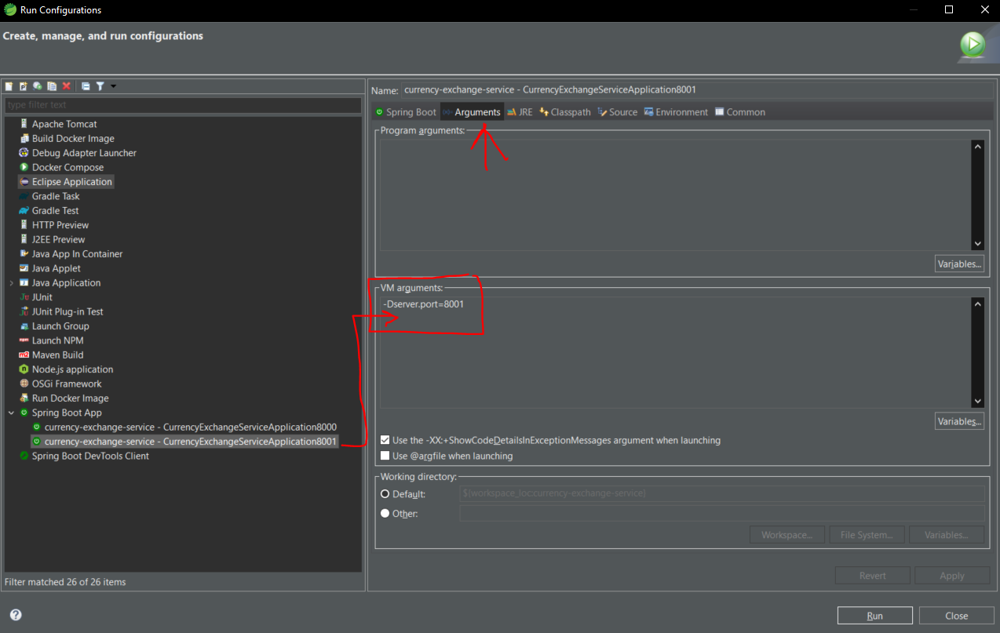 Run Configurations
Create, manage, and run configurations
type filter text
Apache Tomcat
Build Docker Image
Debug Adapter Launcher
Docker Compose
Eclipse Application
Gradle Task
Gradle Test
HTTP Preview
J2EE Preview
Java App In Container
Java Applet
Java Application
JUnit
JUnit Plug-in Test
Launch Group
Launch NPM
Maven Build
Node.js application
OSGi Framework
Run Docker Image
Spring Boot App
currency-exchange-service - CurrencyExchangeServiceApplication8000
currency-exchange-service - CurrencyExchangeServiceApplication8001
Spring Boot DevTools Client
Filter matched 26 of 26 items
Name: currency-exchange-service - CurrencyExchangeServiceApplication8001
Spring Boot Arguments JRE Classpath Source Environment Common
Program arguments:
Variables...
VM arguments:
-Dserver.port=8001
Variables...
Use the -XX:+ShowCodeDetailsInExceptionMessages argument when launching
Use @argfile when launching
Working directory:
Default: ${workspace_loc:currency-exchange-service}
Other:
Workspace... File System... Variables...
Revert Apply
Run Close